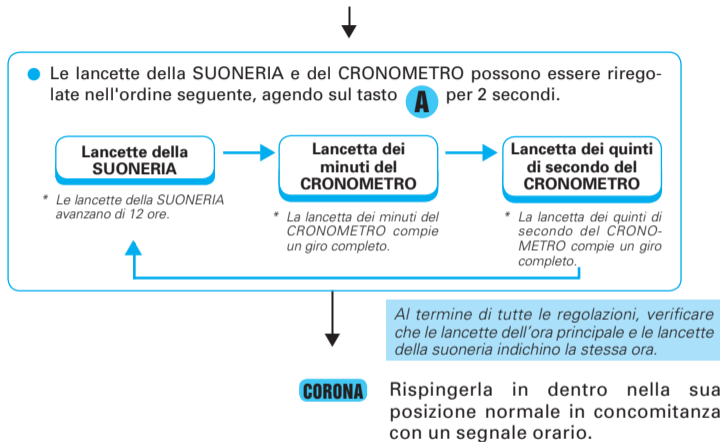 ● Le lancette della SUONERIA e del CRONOMETRO possono essere rirego-
late nell'ordine seguente, agendo sul tasto A per 2 secondi.
Lancette della
SUONERIA
* Le lancette della SUONERIA
avanzano di 12 ore.
Lancetta dei
minuti del
CRONOMETRO
* La lancetta dei minuti del
CRONOMETRO compie
un giro completo.
Lancetta dei quinti
di secondo del
CRONOMETRO
* La lancetta dei quinti di
secondo del CRONO-
METRO compie un giro
completo.
Al termine di tutte le regolazioni, verificare
che le lancette dell'ora principale e le lancette
della suoneria indichino la stessa ora.
CORONA
Rispingerla in dentro nella sua
posizione normale in concomitanza
con un segnale orario.